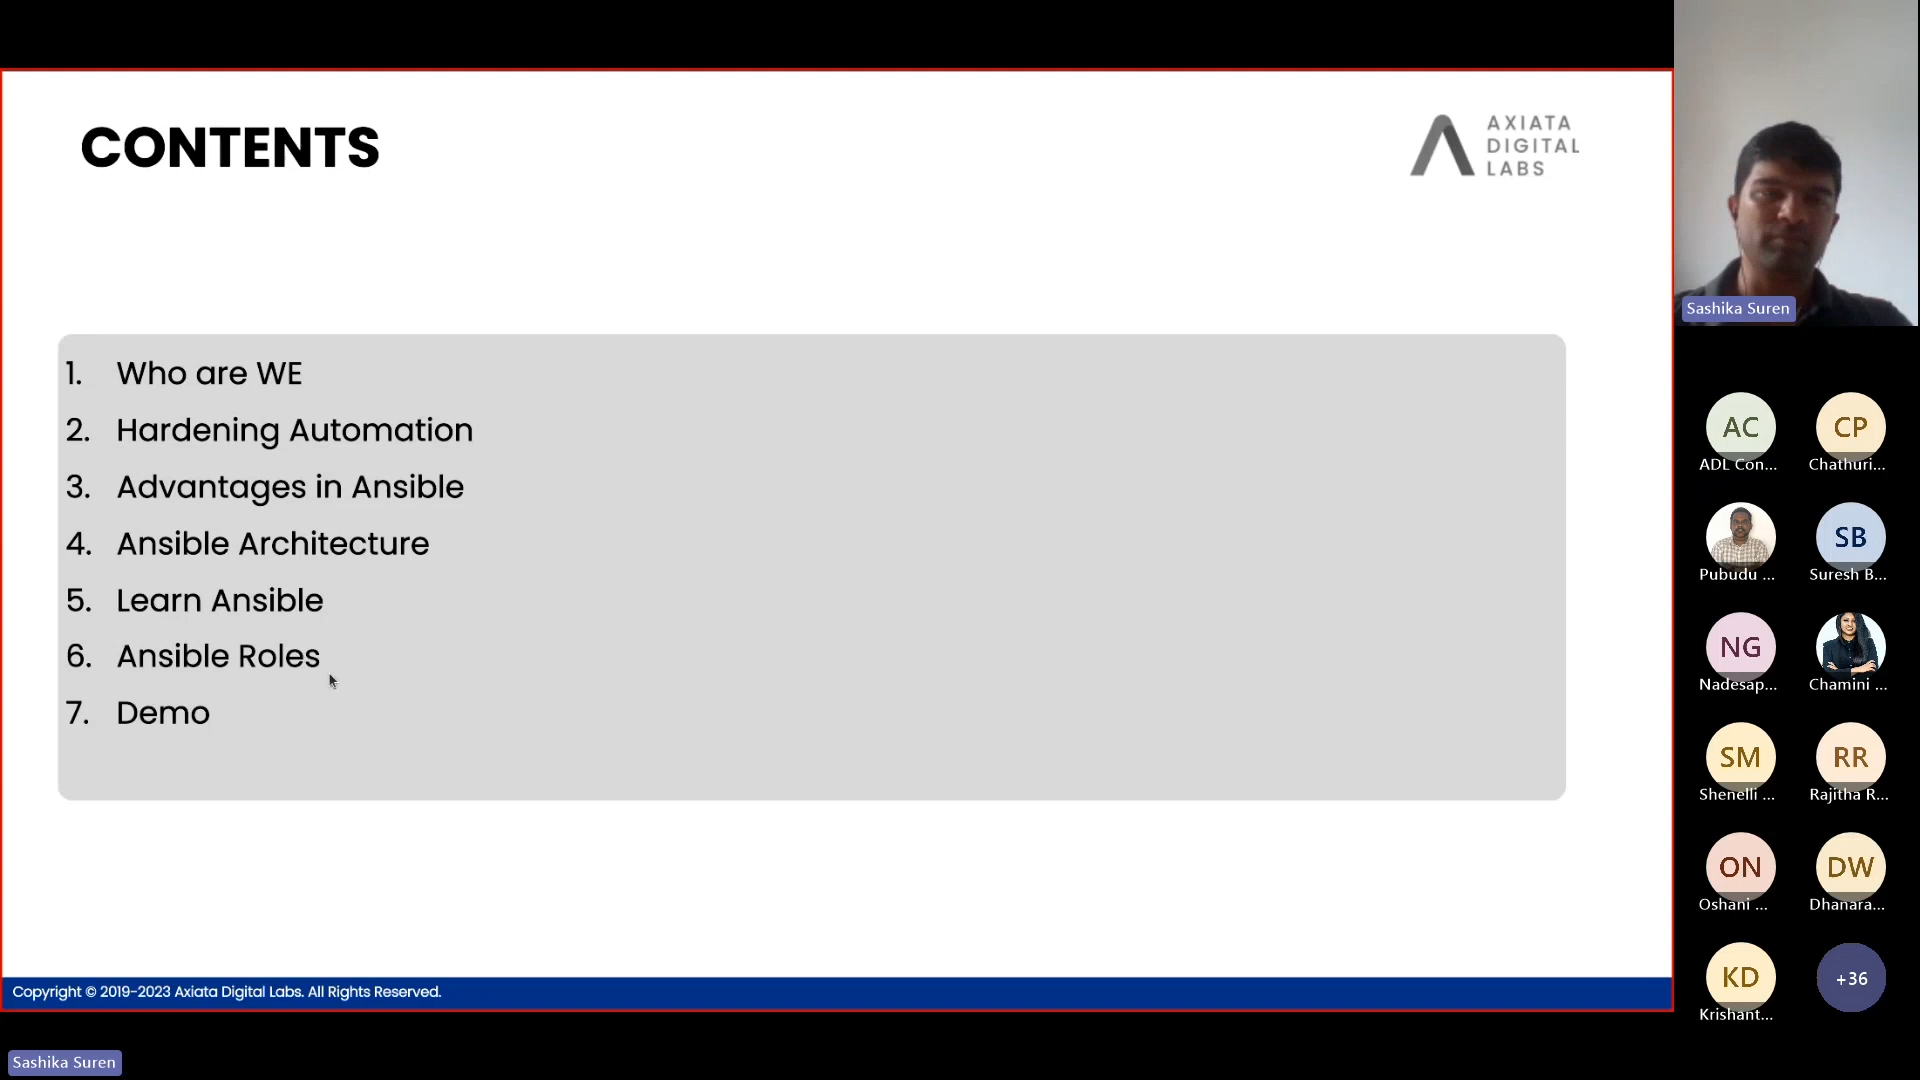 CONTENTS
AXIATA
DIGITAL
LABS
1. Who are WE
2. Hardening Automation
3. Advantages in Ansible
4. Ansible Architecture
5. Learn Ansible
6. Ansible Roles
7. Demo
Copyright © 2019-2023 Axiata Digital Labs. All Rights Reserved.
Sashika Suren
Sashika Suren
AC
ADL Con...
CP
Chathuri...
Pubudu ...
SB
Suresh B...
NG
Nadesap...
Chamini ...
SM
Shenelli ...
RR
Rajitha R...
ON
Oshani ...
DW
Dhanara...
KD
Krishant...
+36